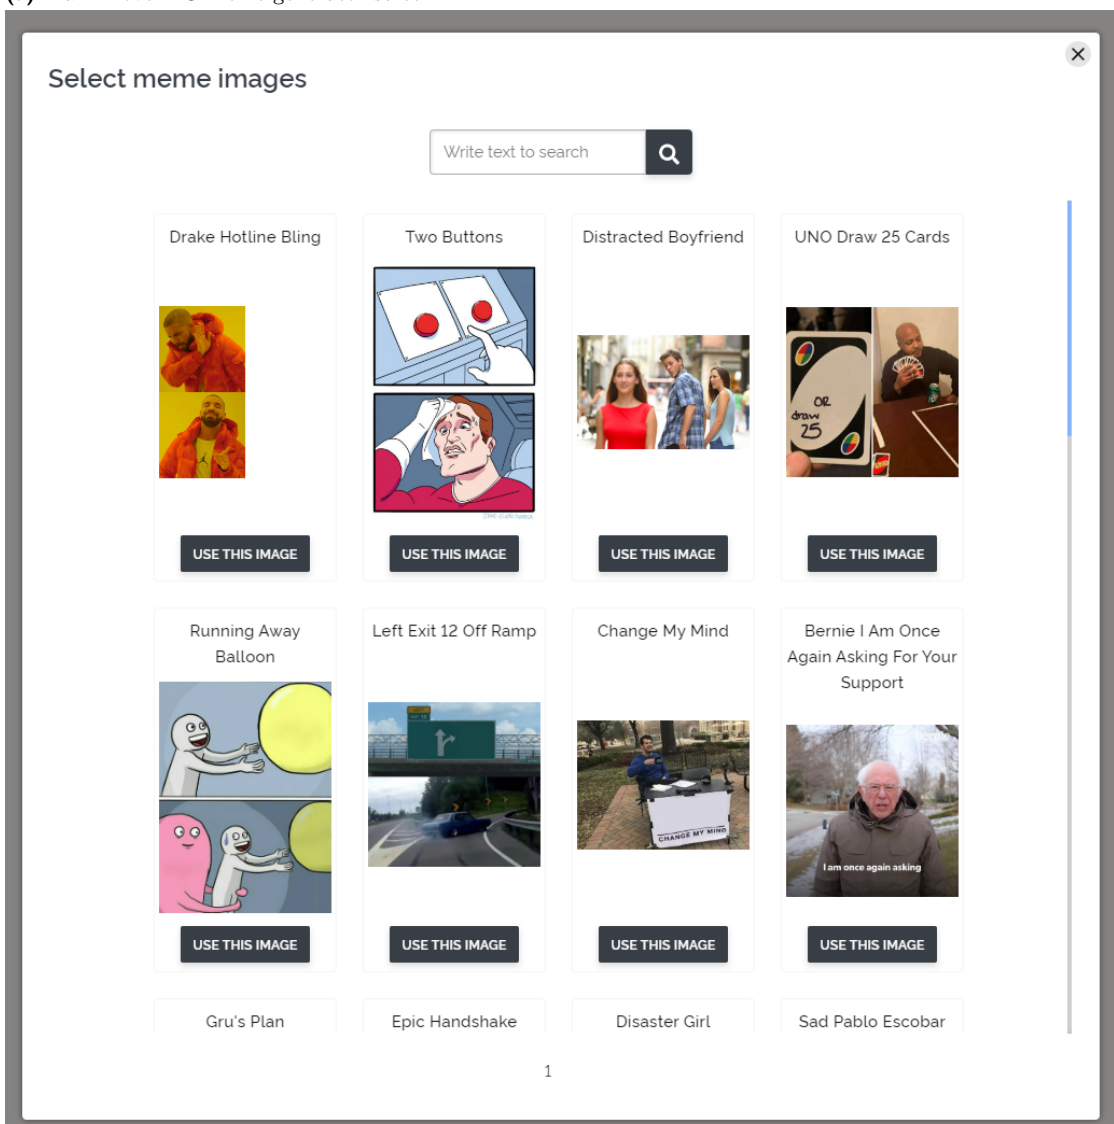 Select meme images
Write text to search
Drake Hotline Bling
Two Buttons
Distracted Boyfriend
UNO Draw 25 Cards
OR
draw
25
USE THIS IMAGE
USE THIS IMAGE
USE THIS IMAGE
USE THIS IMAGE
Running Away
Balloon
Left Exit 12 Off Ramp
Change My Mind
Bernie I Am Once
Again Asking For Your
Support
CHANGE MY MIND
I am once again asking
USE THIS IMAGE
USE THIS IMAGE
USE THIS IMAGE
USE THIS IMAGE
Gru's Plan
Epic Handshake
Disaster Girl
Sad Pablo Escobar
1